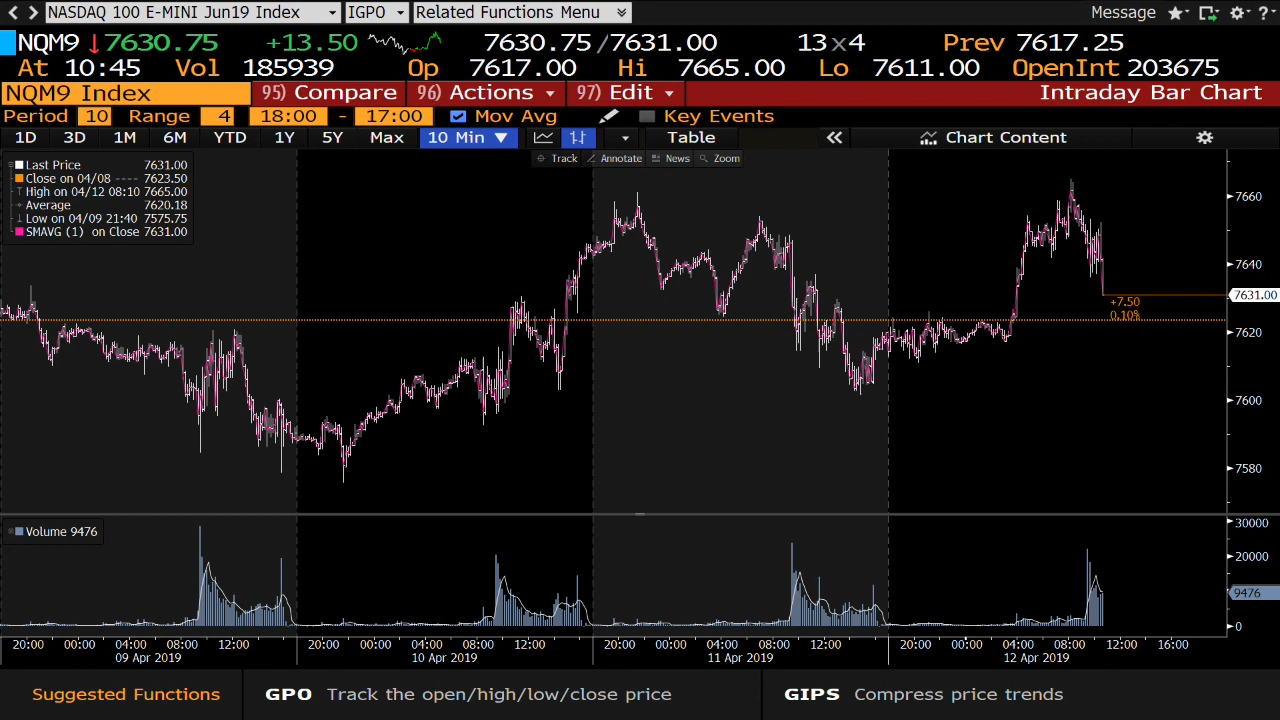 NASDAQ 100 E-MINI Jun19 Index IGPO Related Functions Menu Message ?
NQM9 ↓7630.75 +13.50 7630.75/7631.00 13x4 Prev 7617.25
At 10:45 Vol 185939 Op 7617.00 Hi 7665.00 Lo 7611.00 OpenInt 203675
NQM9 Index 95) Compare 96) Actions 97) Edit Intraday Bar Chart
Period 10 Range 4 18:00 - 17:00 Mov Avg Key Events
1D 3D 1M 6M YTD 1Y 5Y Max 10 Min ▼ Table « Chart Content
Track Annotate News Zoom
Last Price 7631.00
Close on 04/08 ---- 7623.50
High on 04/12 08:10 7665.00
Average 7620.18
Low on 04/09 21:40 7575.75
SMAVG (1) on Close 7631.00
7660
7640
7631.00
+7.50
0.10%
7620
7600
7580
Volume 9476
30000
20000
9476
0
20:00 00:00 04:00 08:00 12:00 20:00 00:00 04:00 08:00 12:00 20:00 00:00 04:00 08:00 12:00 20:00 00:00 04:00 08:00 12:00 16:00
09 Apr 2019 10 Apr 2019 11 Apr 2019 12 Apr 2019
Suggested Functions GPO Track the open/high/low/close price GIPS Compress price trends